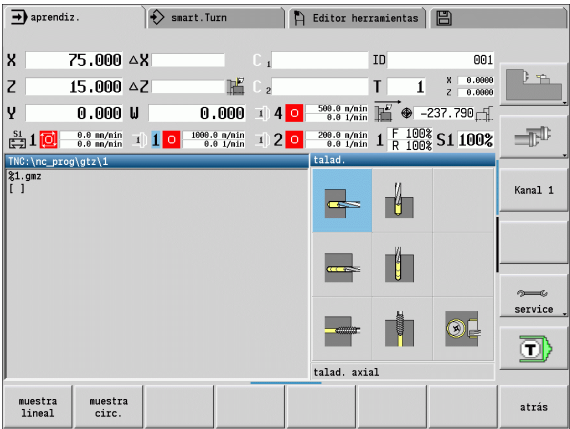 aprendiz. smart.Turn Editor herramientas
X 75.000 △X C 1 ID 001
Z 15.000 △Z C 2 T 1 X 0.0000 Z 0.0000
Y 0.000 W 0.000 4 500.0 m/min 0.0 1/min -237.790
S1 1 0.0 mm/min 0.0 mm/min 1 1000.0 m/min 0.0 1/min 2 200.0 m/min 0.0 1/min 1 F 100% R 100% S1 100%
TNC:\nc_prog\gtz\1 talad.
%1.gmz
[ ]
Kanal 1
service
T
talad. axial
muestra lineal
muestra circ.
atrás